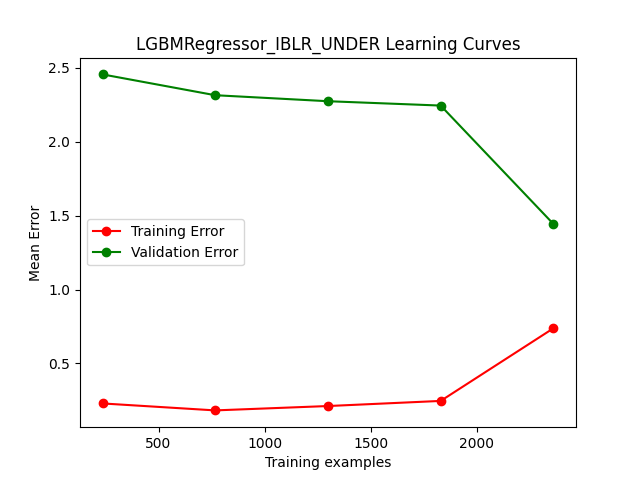 LGBMRegressor_IBLR_UNDER Learning Curves
2.5
2.0
1.5
1.0
0.5
Mean Error
Training Error
Validation Error
500
1000
1500
2000
Training examples